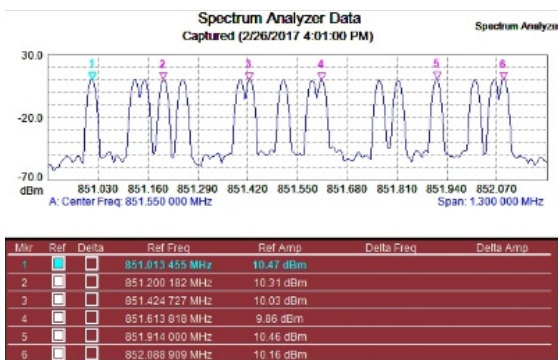 Spectrum Analyzer Data
Spectrum Analyze
Captured (2/26/2017 4:01:00 PM)
30.0
1 2 3 4 5 6
-20.0
-70.0
dBm 851.030 851.160 851.290 851.420 851.550 851.680 851.810 851.940 852.070
A: Center Freq: 851.550 000 MHz Span: 1.300 000 MHz
Mkr Ref Delta Ref Freq Ref Amp Delta Freq Delta Amp
1 851.013 455 MHz 10.47 dBm
2 851.200 182 MHz 10.31 dBm
3 851.424 727 MHz 10.03 dBm
4 851.613 818 MHz 9.86 dBm
5 851.914 000 MHz 10.46 dBm
6 852.088 909 MHz 10.16 dBm